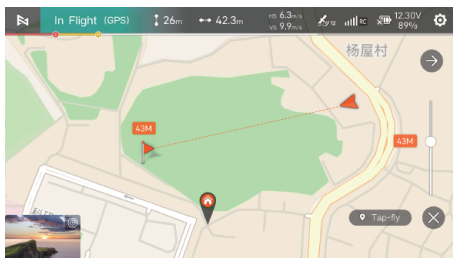 In Flight (GPS) 26m 42.3m HS 6.3m/s VS 9.9m/s RC 12.30V 89%
杨屋村
43M
43M
Tap-fly